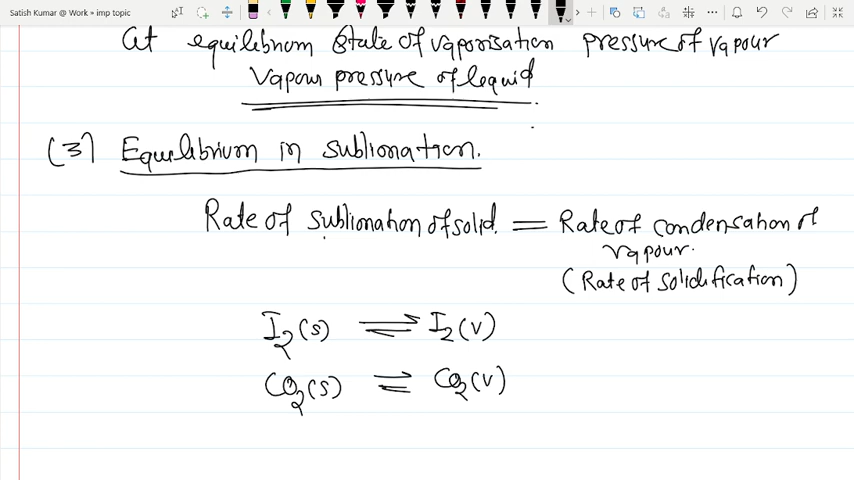 Satish Kumar @ Work » imp topic
At equilibrium State of vaporisation pressure of vapour
Vapour pressure of liquid
(3) Equilibrium in sublimation.
Rate of sublimation of solid. = Rate of condensation of
vapour.
(Rate of solidification)
I2(s) ⇌ I2(v)
CO2(s) ⇌ CO2(v)